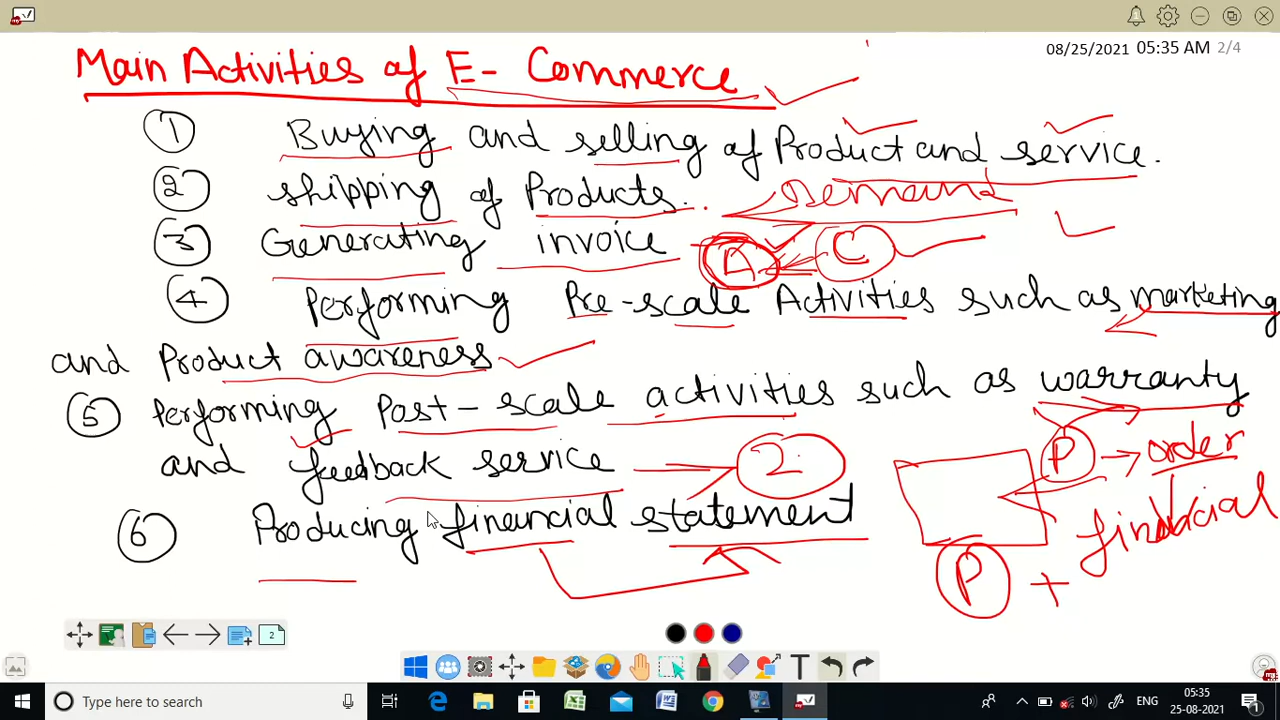 08/25/2021 05:35 AM 2/4
Main Activities of E- Commerce
1 Buying and selling of Product and service.
2 shipping of Products..
demand
3 Generating invoice
C
4 Performing Pre-scale Activities such as marketing
and Product awareness
5 Performing Post-scale activities such as warranty
and feedback service 2
P → order
6 Producing financial statement
P +
T
Type here to search
ENG
05:35
25-08-2021